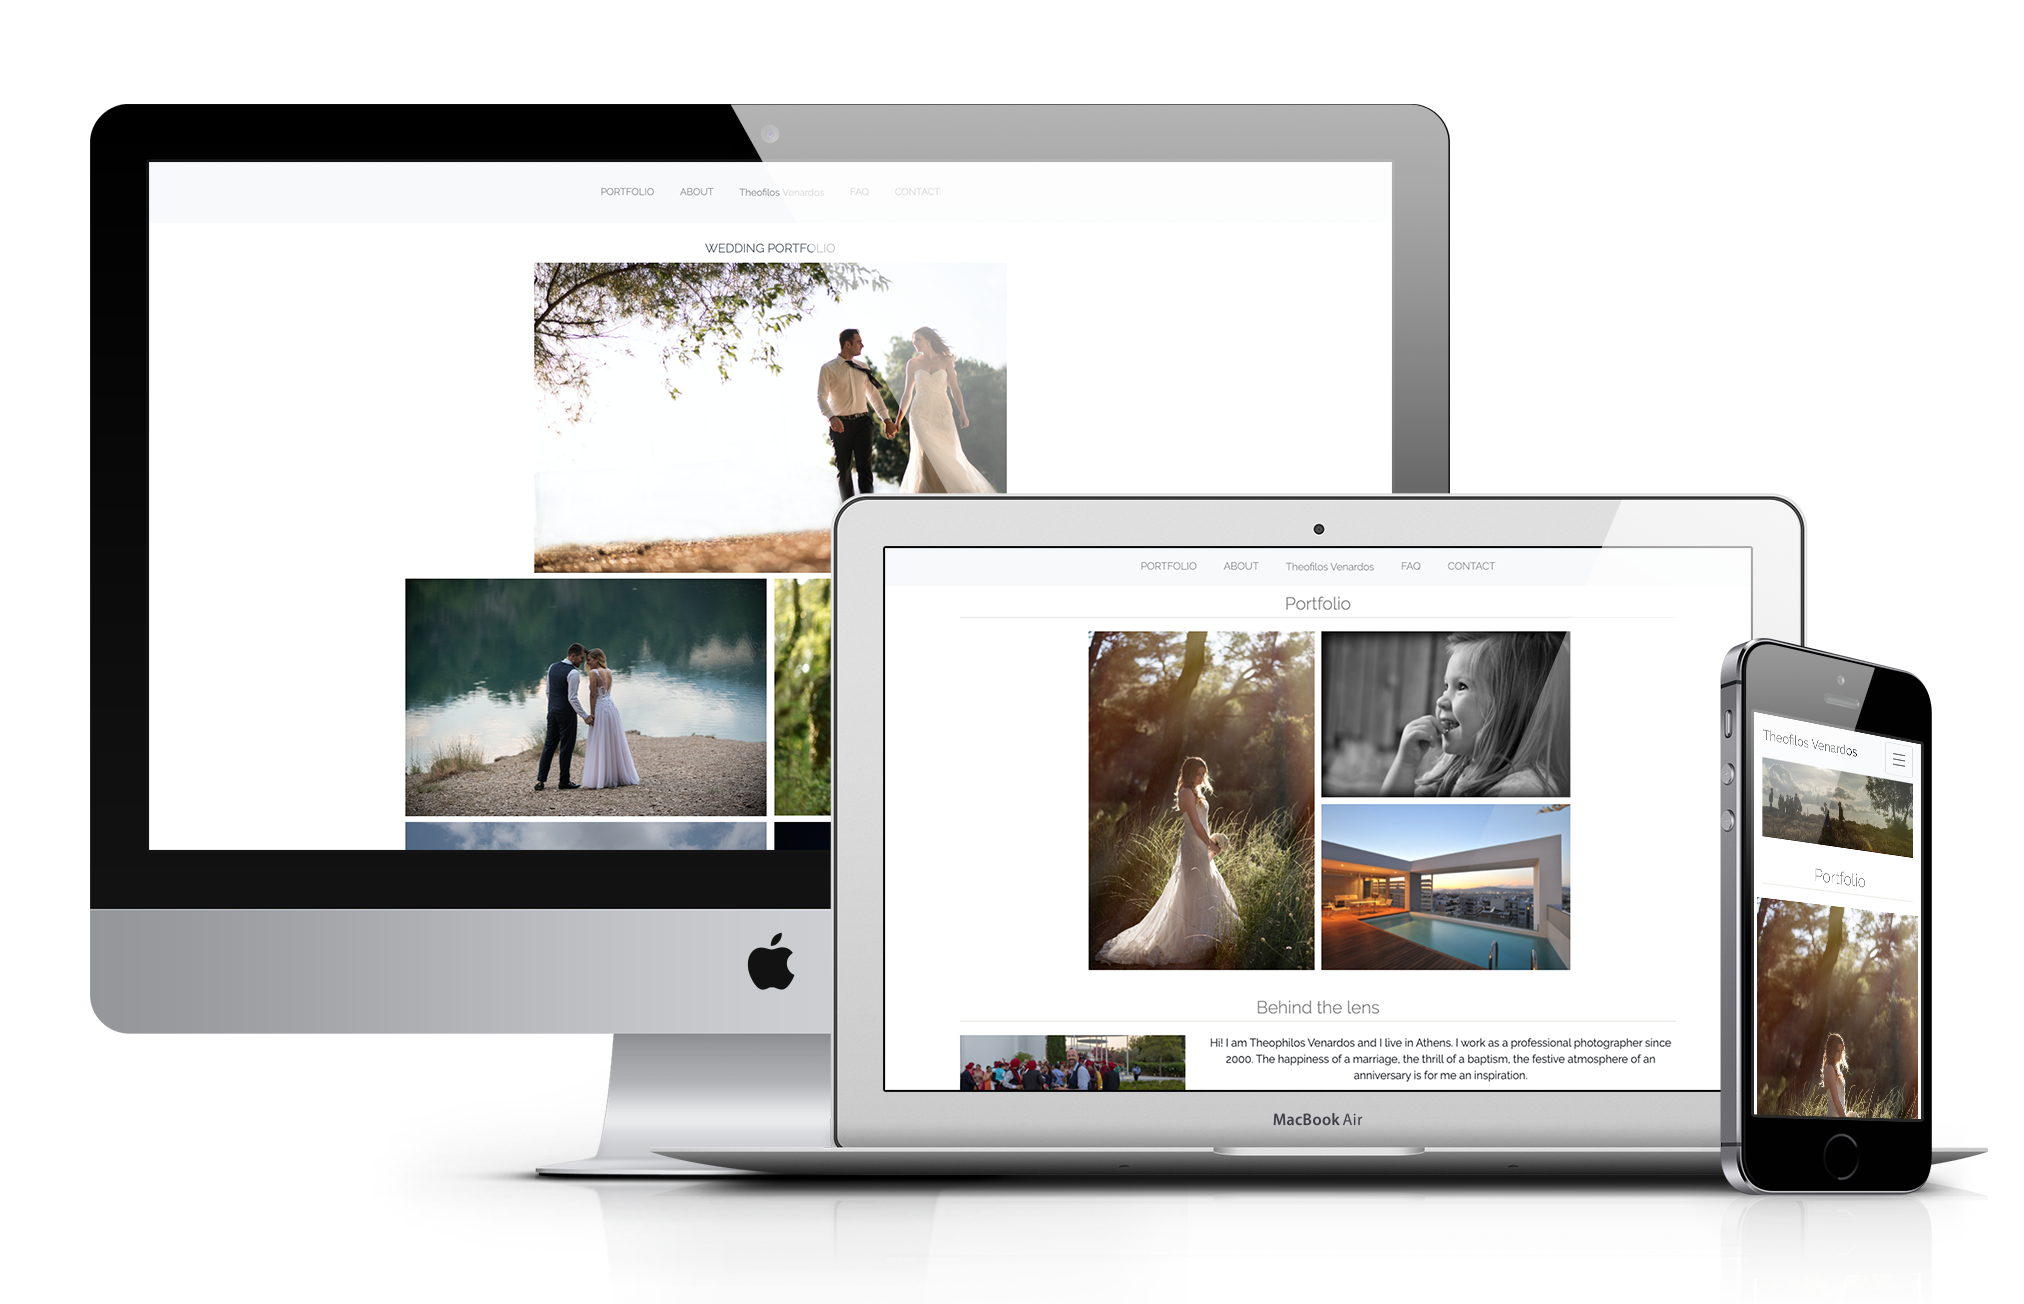 PORTFOLIO ABOUT Theofilos Venardos FAQ CONTACT
WEDDING PORTFOLIO
PORTFOLIO ABOUT Theofilos Venardos FAQ CONTACT
Portfolio
Behind the lens
Hi! I am Theophilos Venardos and I live in Athens. I work as a professional photographer since
2000. The happiness of a marriage, the thrill of a baptism, the festive atmosphere of an
anniversary is for me an inspiration.
MacBook Air
Theofilos Venardos
Portfolio